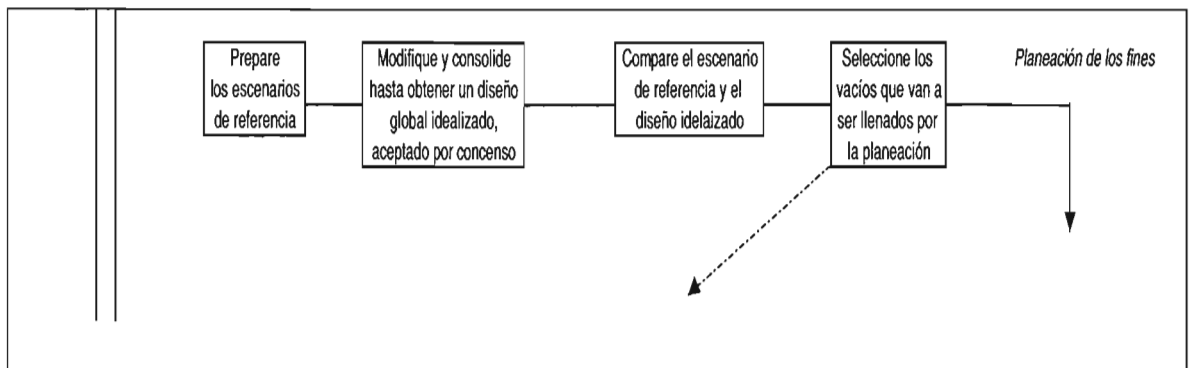 Prepare
los escenarios
de referencia
Modifique y consolide
hasta obtener un diseño
global idealizado,
aceptado por concenso
Compare el escenario
de referencia y el
diseño idelaizado
Seleccione los
vacíos que van a
ser llenados por
la planeación
Planeación de los fines